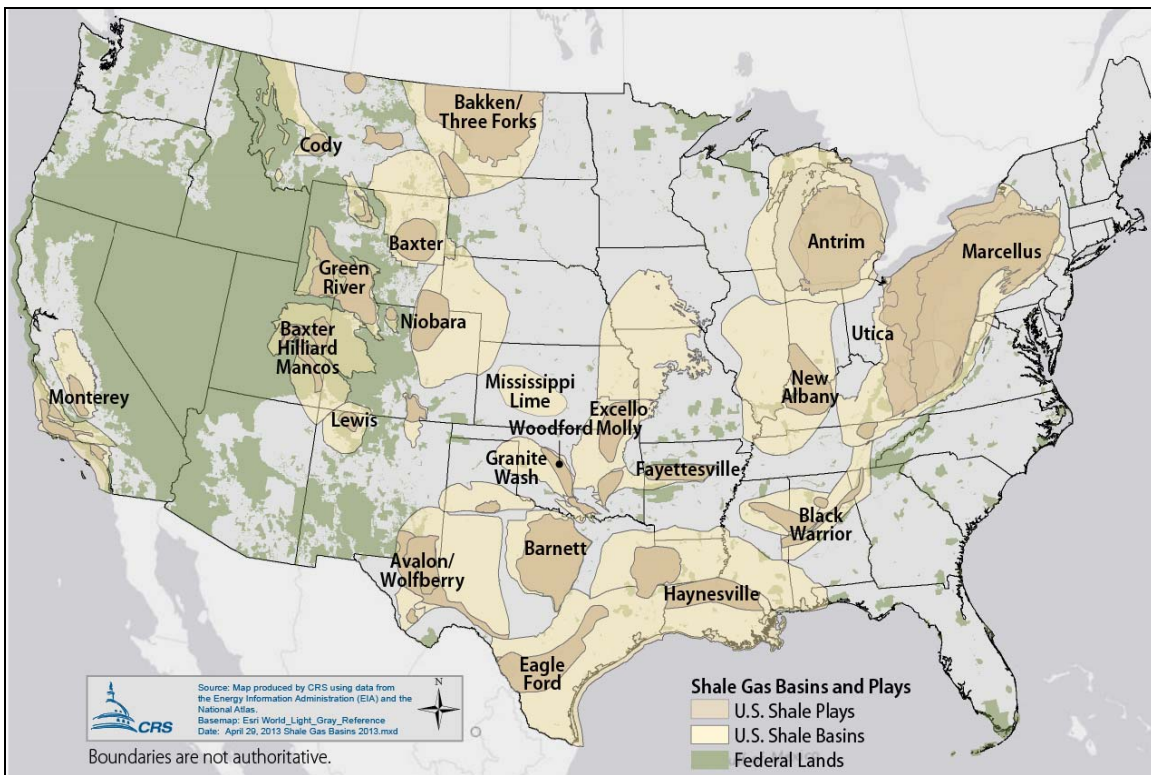 Bakken/
Three Forks
Cody
Baxter
Antrim
Marcellus
Green
River
Niobara
Baxter
Hilliard
Mancos
Utica
Monterey
Mississippi
Lime
New
Albany
Lewis
Excello
Molly
Woodford
Granite
Wash
Fayettesville
Black
Warrior
Barnett
Avalon/
Wolfberry
Haynesville
Eagle
Ford
CRS
Source: Map produced by CRS using data from
the Energy Information Administration (EIA) and the
National Atlas.
Basemap: Esri World_Light_Gray_Reference
Date: April 29, 2013 Shale Gas Basins 2013.mxd
N
Boundaries are not authoritative.
Shale Gas Basins and Plays
U.S. Shale Plays
U.S. Shale Basins
Federal Lands